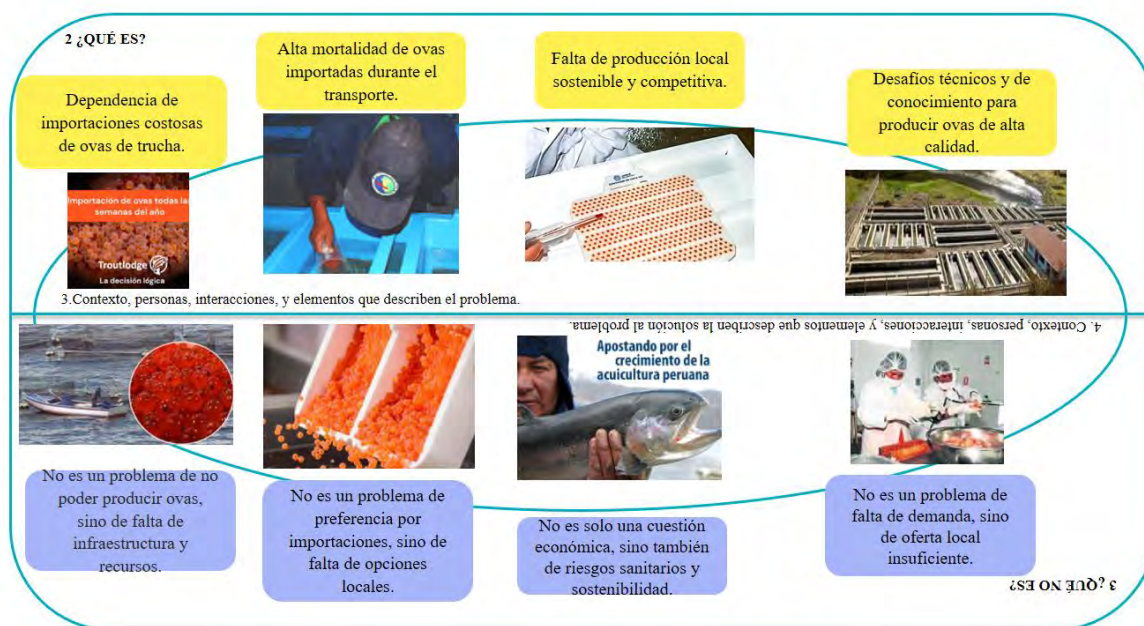 2 ¿QUÉ ES?
Dependencia de
importaciones costosas
de ovas de trucha.
Alta mortalidad de ovas
importadas durante el
transporte.
Falta de producción local
sostenible y competitiva.
Desafíos técnicos y de
conocimiento para
producir ovas de alta
calidad.
Importación de ovas todas las
semanas del año
Troutlodge
La decisión lógica
3.Contexto, personas, interacciones, y elementos que describen el problema.
4. Contexto, personas, interacciones, y elementos que describen la solución al problema.
Apostando por el
crecimiento de la
acuicultura peruana
No es un problema de no
poder producir ovas,
sino de falta de
infraestructura y
recursos.
No es un problema de
preferencia por
importaciones, sino de
falta de opciones
locales.
No es solo una cuestión
económica, sino también
de riesgos sanitarios y
sostenibilidad.
No es un problema de
falta de demanda, sino
de oferta local
insuficiente.
3 ¿QUÉ NO ES?